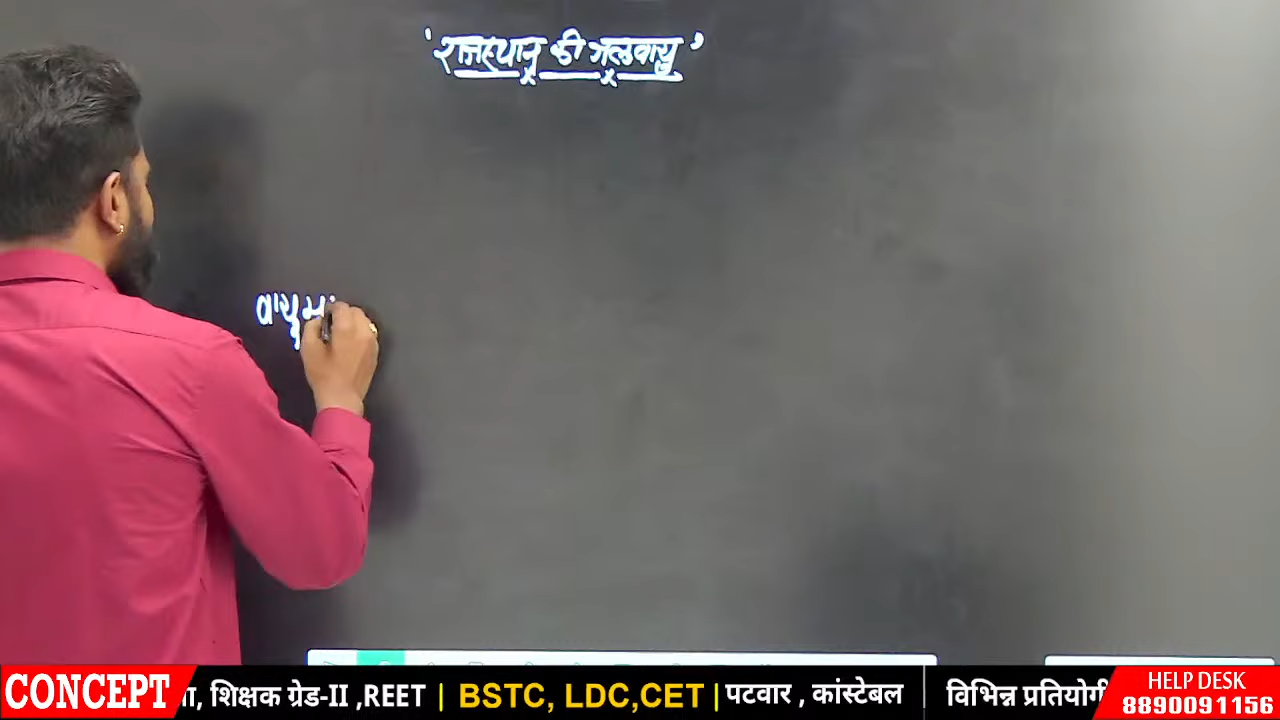 'राजस्थान की जलवायु'
वायुमं
CONCEPT
ा, शिक्षक ग्रेड-II ,REET | BSTC, LDC,CET | पटवार , कांस्टेबल
विभिन्न प्रतियोगी
HELP DESK
8890091156